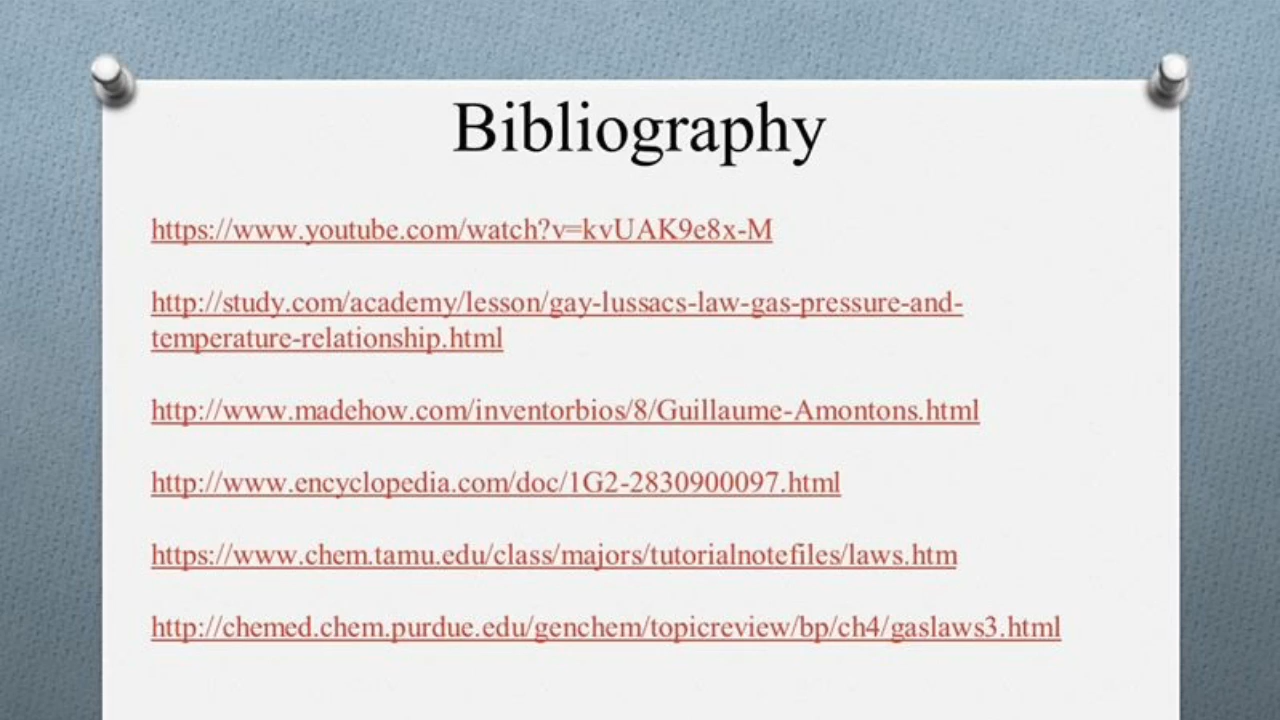 Bibliography
https://www.youtube.com/watch?v=kvUAK9e8x-M
http://study.com/academy/lesson/gay-lussacs-law-gas-pressure-and-
temperature-relationship.html
http://www.madehow.com/inventorbios/8/Guillaume-Amontons.html
http://www.encyclopedia.com/doc/1G2-2830900097.html
https://www.chem.tamu.edu/class/majors/tutorialnotefiles/laws.htm
http://chemed.chem.purdue.edu/genchem/topicreview/bp/ch4/gaslaws3.html